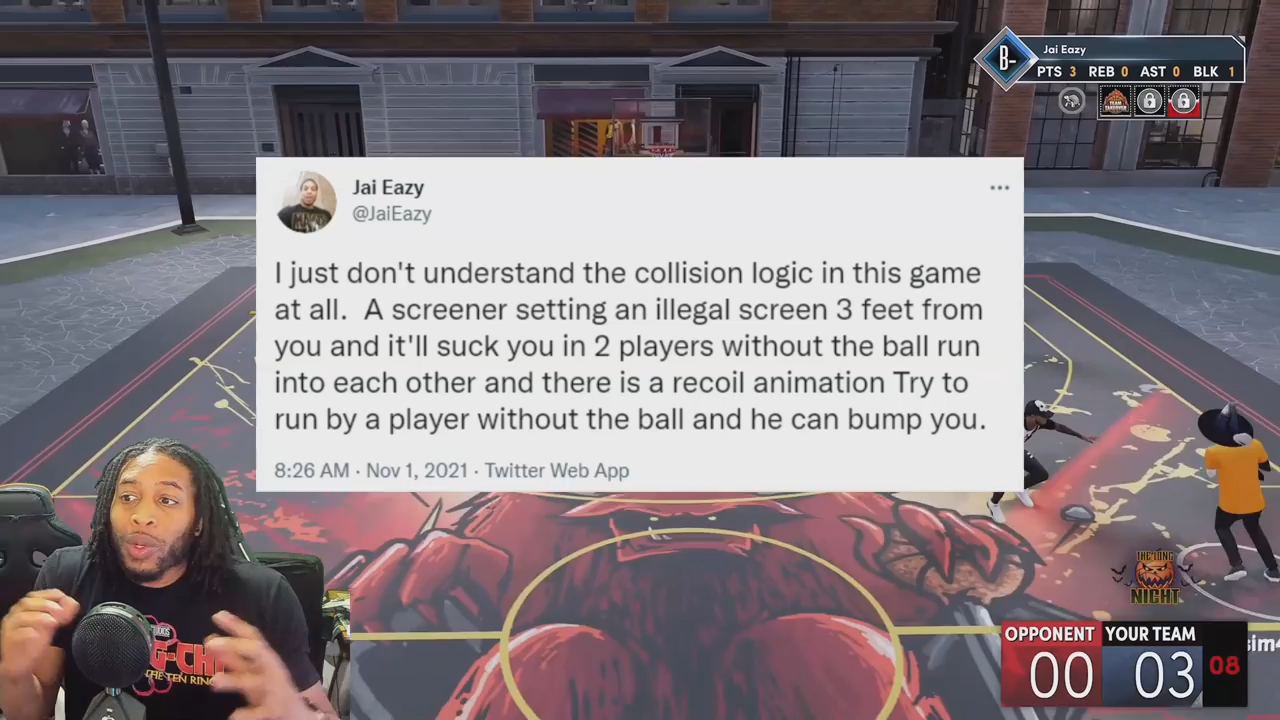 B-
Jai Eazy
PTS 3 REB 0 AST 0 BLK 1
Jai Eazy
@JaiEazy
I just don't understand the collision logic in this game
at all.  A screener setting an illegal screen 3 feet from
you and it'll suck you in 2 players without the ball run
into each other and there is a recoil animation Try to
run by a player without the ball and he can bump you.
8:26 AM · Nov 1, 2021 · Twitter Web App
THE LONG
NIGHT
OPPONENT YOUR TEAM
00 03 08
THE TEN RING